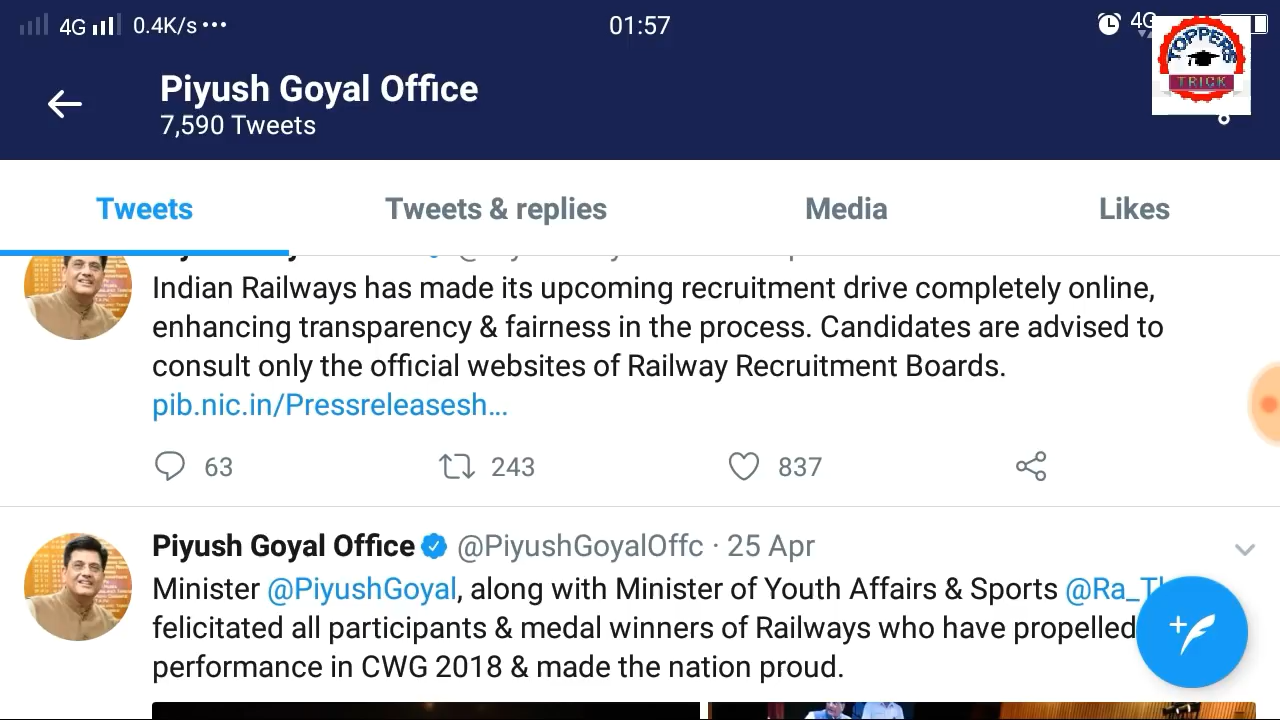 4G 0.4K/s ••• 01:57 4G
TOPPERS
TRICK
Piyush Goyal Office
7,590 Tweets
Tweets Tweets & replies Media Likes
Indian Railways has made its upcoming recruitment drive completely online,
enhancing transparency & fairness in the process. Candidates are advised to
consult only the official websites of Railway Recruitment Boards.
pib.nic.in/Pressreleasesh...
63 243 837
Piyush Goyal Office @PiyushGoyalOffc · 25 Apr
Minister @PiyushGoyal, along with Minister of Youth Affairs & Sports
felicitated all participants & medal winners of Railways who have propelled
performance in CWG 2018 & made the nation proud.